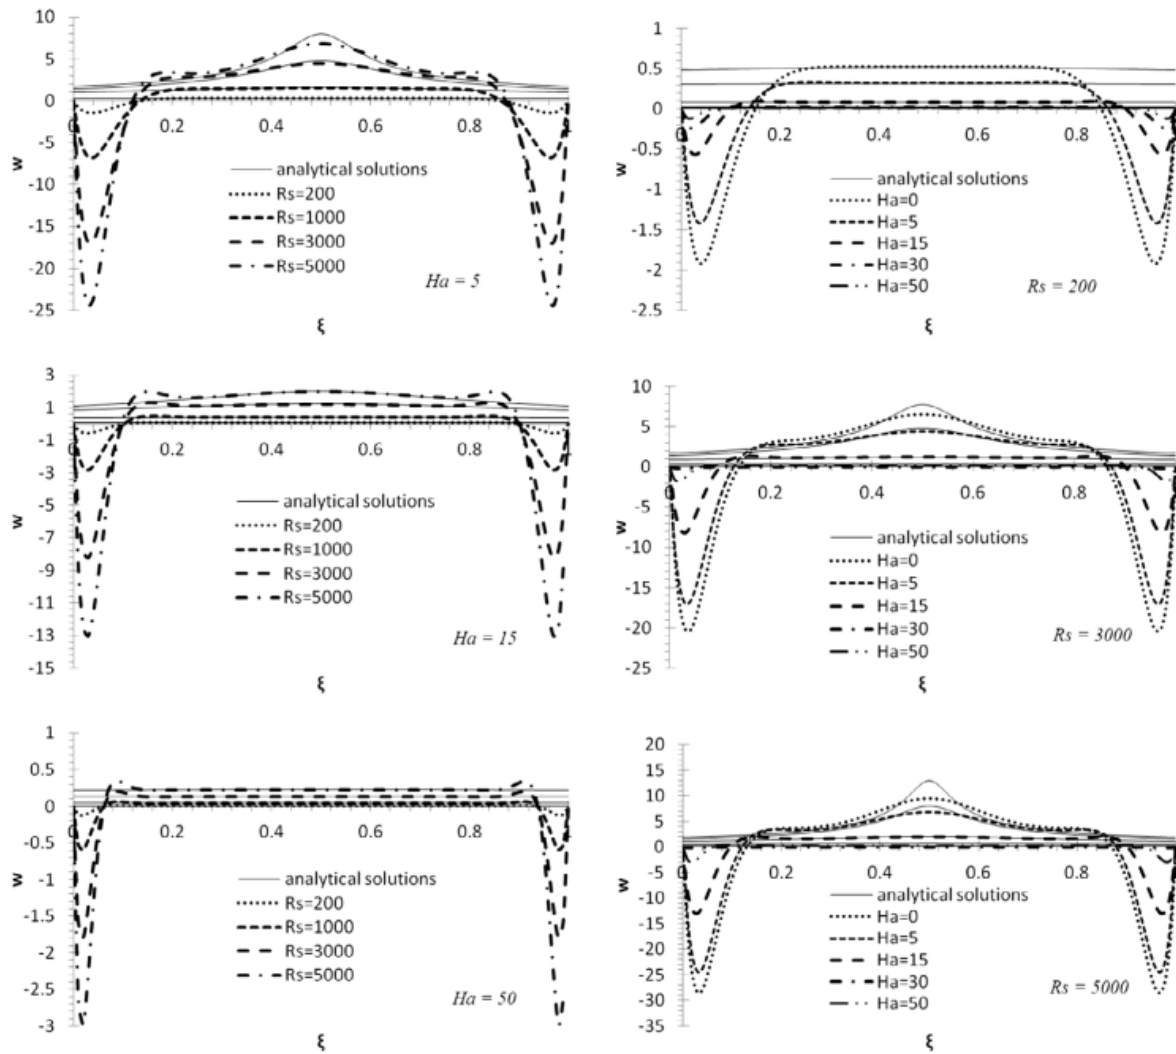 10
5
0
-5
-10
-15
-20
-25
w
0 0.2 0.4 0.6 0.8 1
analytical solutions
Rs=200
Rs=1000
Rs=3000
Rs=5000
Ha = 5
ξ
1
0.5
0
-0.5
-1
-1.5
-2
-2.5
w
0 0.2 0.4 0.6 0.8
analytical solutions
Ha=0
Ha=5
Ha=15
Ha=30
Ha=50
Rs = 200
ξ
3
1
-1
-3
-5
-7
-9
-11
-13
-15
w
0 0.2 0.4 0.6 0.8 1
analytical solutions
Rs=200
Rs=1000
Rs=3000
Rs=5000
Ha = 15
ξ
10
5
0
-5
-10
-15
-20
-25
w
0 0.2 0.4 0.6 0.8
analytical solutions
Ha=0
Ha=5
Ha=15
Ha=30
Ha=50
Rs = 3000
ξ
1
0.5
0
-0.5
-1
-1.5
-2
-2.5
-3
w
0 0.2 0.4 0.6 0.8 1
analytical solutions
Rs=200
Rs=1000
Rs=3000
Rs=5000
Ha = 50
ξ
20
15
10
5
0
-5
-10
-15
-20
-25
-30
-35
w
0 0.2 0.4 0.6 0.8
analytical solutions
Ha=0
Ha=5
Ha=15
Ha=30
Ha=50
Rs = 5000
ξ